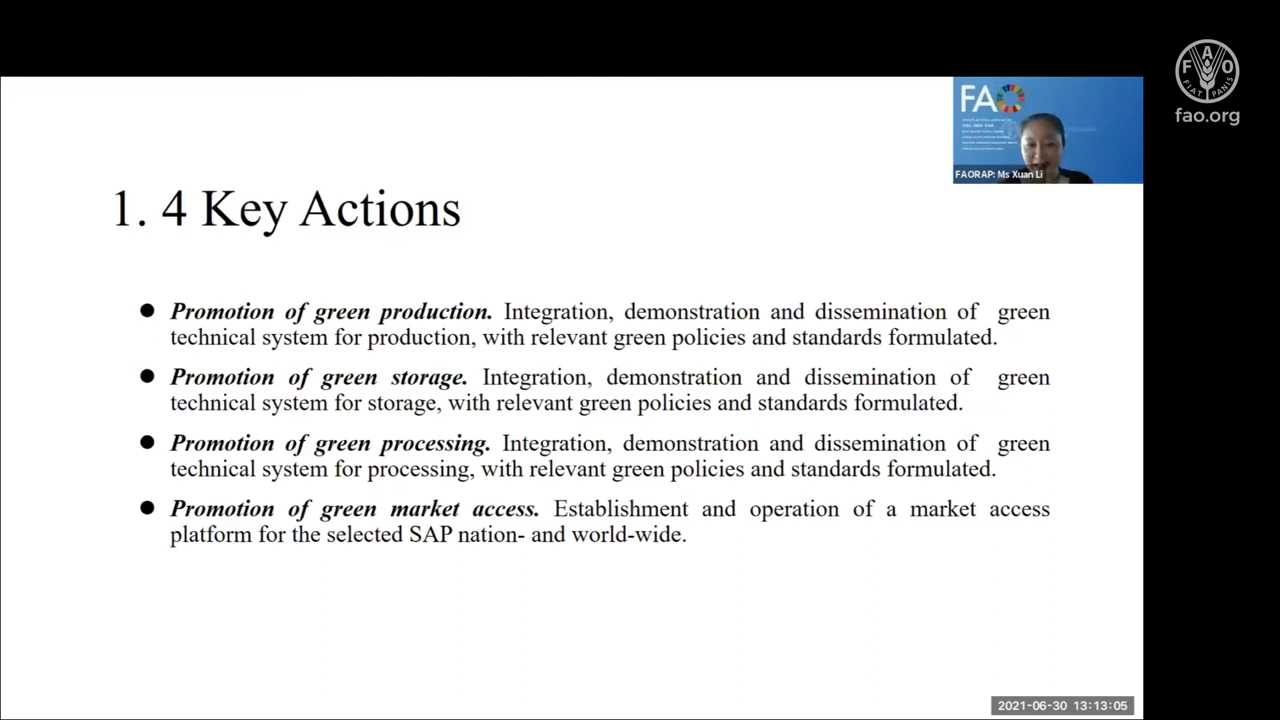 FAO
FIAT PANIS
fao.org
FAO
FAORAP: Ms Xuan Li
1. 4 Key Actions
● Promotion of green production. Integration, demonstration and dissemination of green
technical system for production, with relevant green policies and standards formulated.
● Promotion of green storage. Integration, demonstration and dissemination of green
technical system for storage, with relevant green policies and standards formulated.
● Promotion of green processing. Integration, demonstration and dissemination of green
technical system for processing, with relevant green policies and standards formulated.
● Promotion of green market access. Establishment and operation of a market access
platform for the selected SAP nation- and world-wide.
2021-06-30 13:13:05